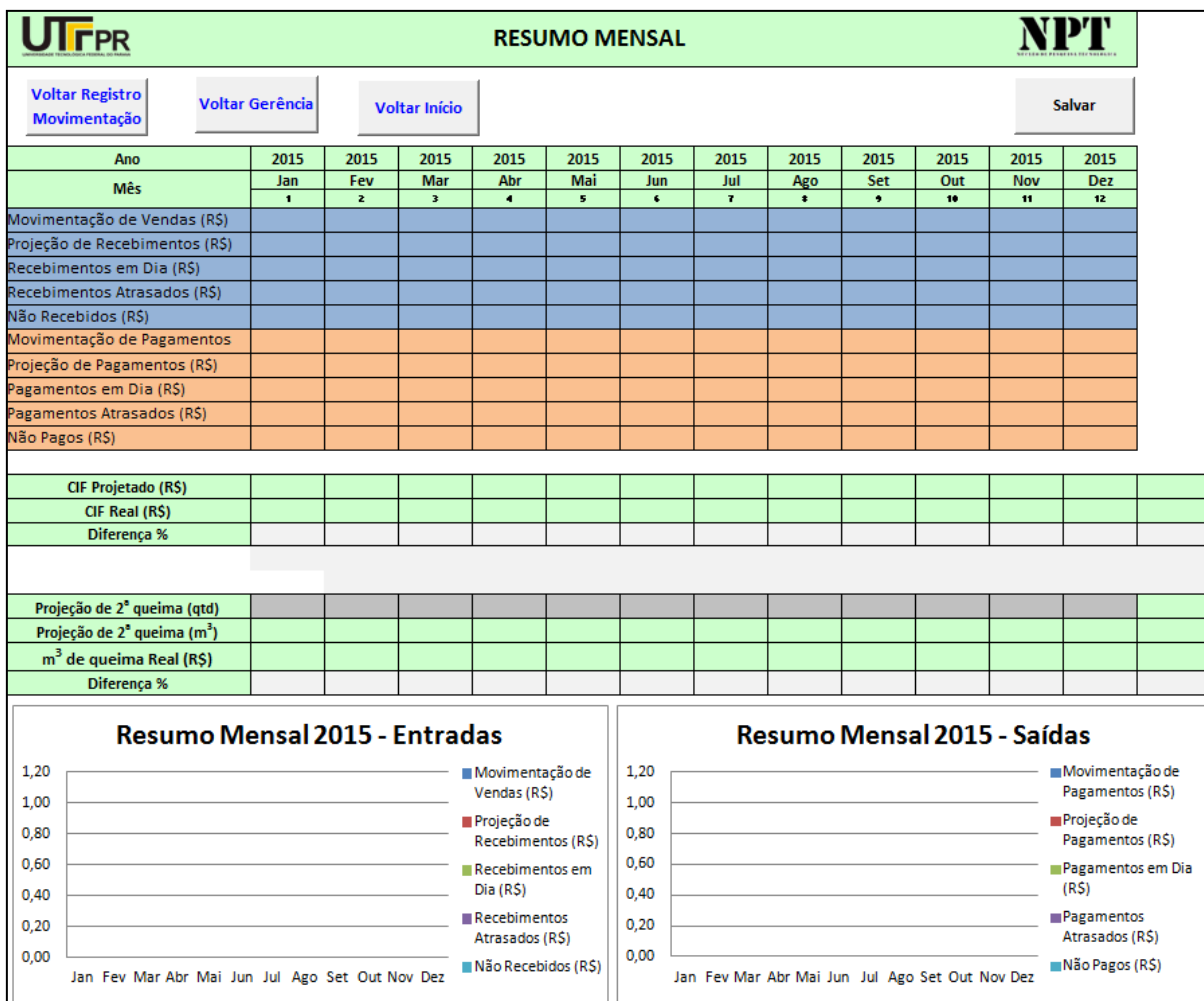 UTFPR
UNIVERSIDADE TECNOLÓGICA FEDERAL DO PARANÁ
RESUMO MENSAL
NPT
NÚCLEO DE PESQUISA TECNOLÓGICA
Voltar Registro
Movimentação
Voltar Gerência
Voltar Início
Salvar
Ano 2015 2015 2015 2015 2015 2015 2015 2015 2015 2015 2015 2015
Mês Jan Fev Mar Abr Mai Jun Jul Ago Set Out Nov Dez
1 2 3 4 5 6 7 8 9 10 11 12
Movimentação de Vendas (R$)
Projeção de Recebimentos (R$)
Recebimentos em Dia (R$)
Recebimentos Atrasados (R$)
Não Recebidos (R$)
Movimentação de Pagamentos
Projeção de Pagamentos (R$)
Pagamentos em Dia (R$)
Pagamentos Atrasados (R$)
Não Pagos (R$)
CIF Projetado (R$)
CIF Real (R$)
Diferença %
Projeção de 2ª queima (qtd)
Projeção de 2ª queima (m³)
m³ de queima Real (R$)
Diferença %
Resumo Mensal 2015 - Entradas
1,20
1,00
0,80
0,60
0,40
0,20
0,00
Jan Fev Mar Abr Mai Jun Jul Ago Set Out Nov Dez
Movimentação de
Vendas (R$)
Projeção de
Recebimentos (R$)
Recebimentos em
Dia (R$)
Recebimentos
Atrasados (R$)
Não Recebidos (R$)
Resumo Mensal 2015 - Saídas
1,20
1,00
0,80
0,60
0,40
0,20
0,00
Jan Fev Mar Abr Mai Jun Jul Ago Set Out Nov Dez
Movimentação de
Pagamentos (R$)
Projeção de
Pagamentos (R$)
Pagamentos em Dia
(R$)
Pagamentos
Atrasados (R$)
Não Pagos (R$)